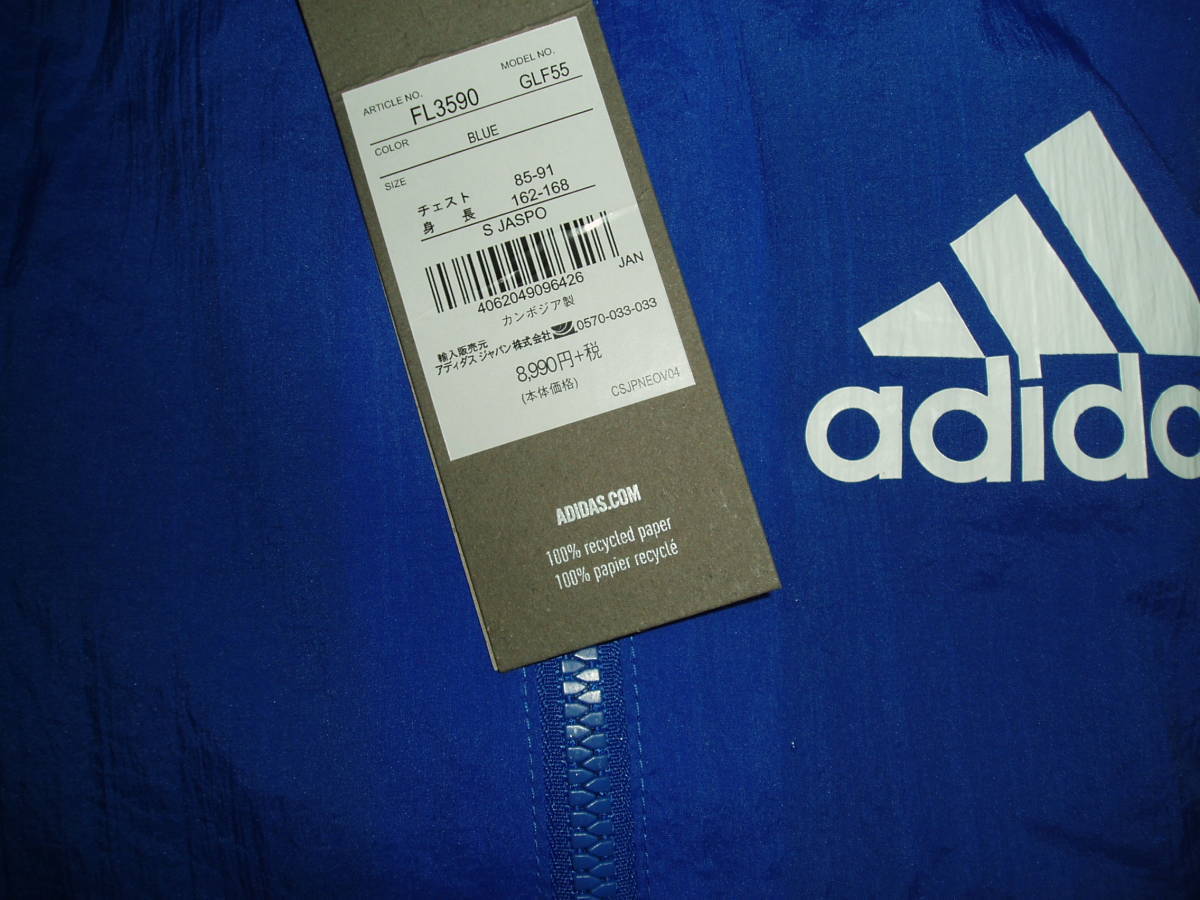 ARTICLE NO.
MODEL NO.
FL3590
GLF55
COLOR
BLUE
SIZE
チェスト 85-91
身長 162-168
S JASPO
4062049096426
JAN
カンボジア製
輸入販売元
アディダス ジャパン株式会社 0570-033-033
8,990円+税
(本体価格)
CSJPNEOV04
ADIDAS.COM
100% recycled paper
100% papier recyclé
adida